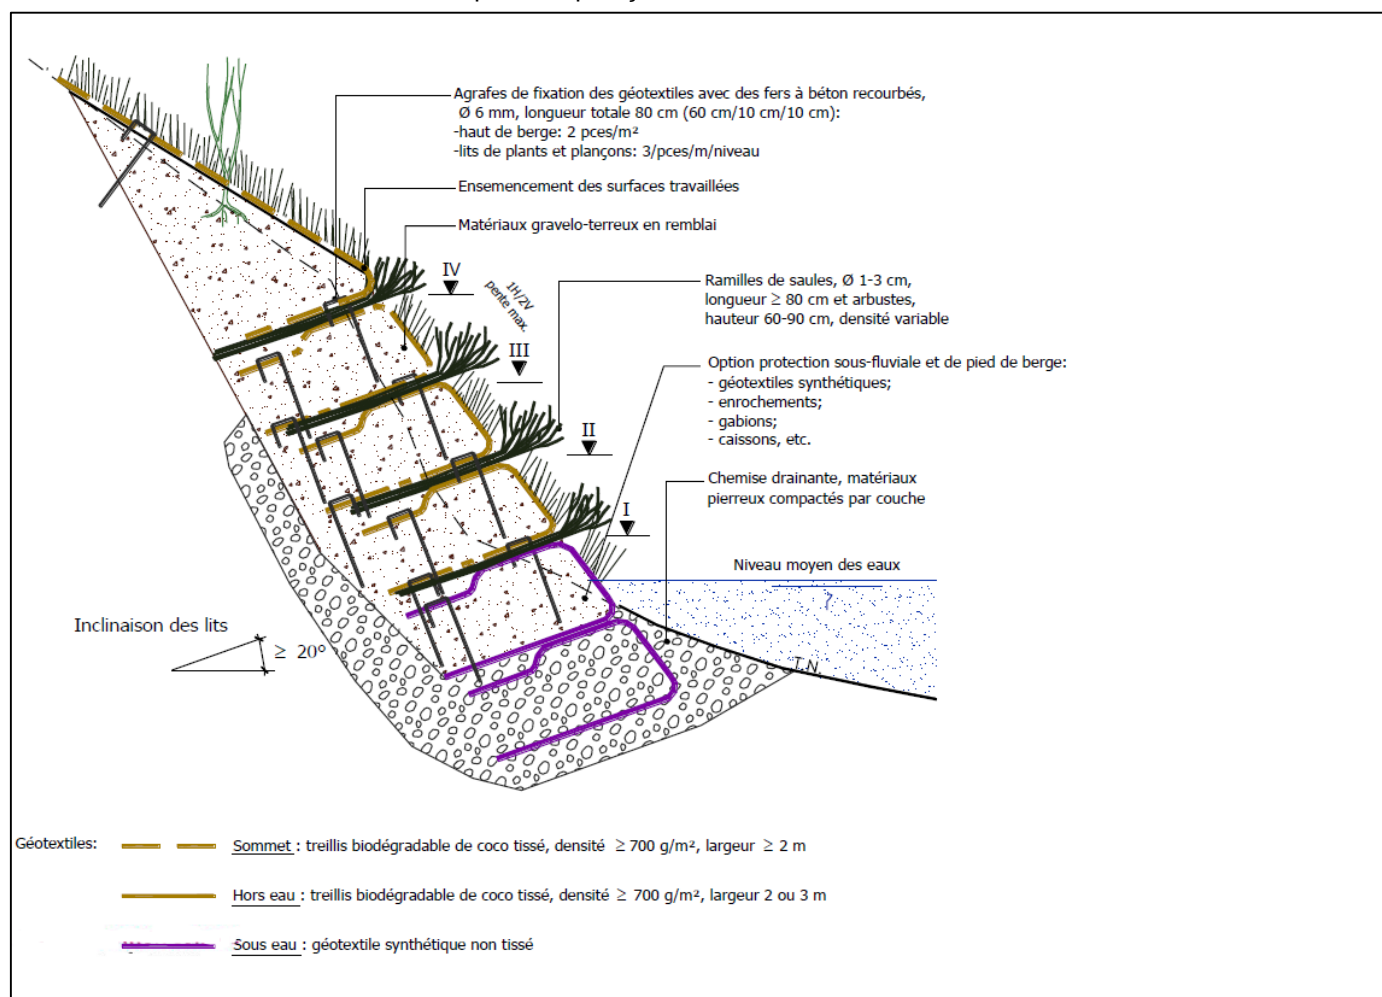 Agrafes de fixation des géotextiles avec des fers à béton recourbés,
Ø 6 mm, longueur totale 80 cm (60 cm/10 cm/10 cm):
-haut de berge: 2 pces/m²
-lits de plants et plançons: 3/pces/m/niveau
Ensemencement des surfaces travaillées
Matériaux gravelo-terreux en remblai
IV
1H/2V
pente max.
Ramilles de saules, Ø 1-3 cm,
longueur ≥ 80 cm et arbustes,
hauteur 60-90 cm, densité variable
III
Option protection sous-fluviale et de pied de berge:
- géotextiles synthétiques;
- enrochements;
- gabions;
- caissons, etc.
II
Chemise drainante, matériaux
pierreux compactés par couche
I
Niveau moyen des eaux
Inclinaison des lits
≥ 20°
T.N.
Géotextiles:
Sommet : treillis biodégradable de coco tissé, densité ≥ 700 g/m², largeur ≥ 2 m
Hors eau : treillis biodégradable de coco tissé, densité ≥ 700 g/m², largeur 2 ou 3 m
Sous eau : géotextile synthétique non tissé